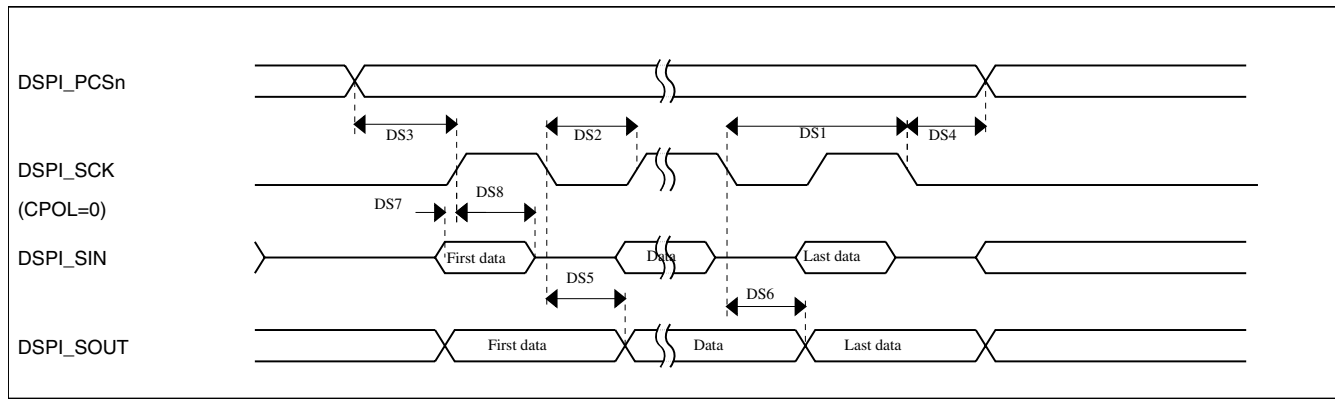 DSPI_PCSn
DS3
DS2
DS1
DS4
DSPI_SCK
(CPOL=0)
DS7
DS8
DSPI_SIN
First data
Data
Last data
DS5
DS6
DSPI_SOUT
First data
Data
Last data